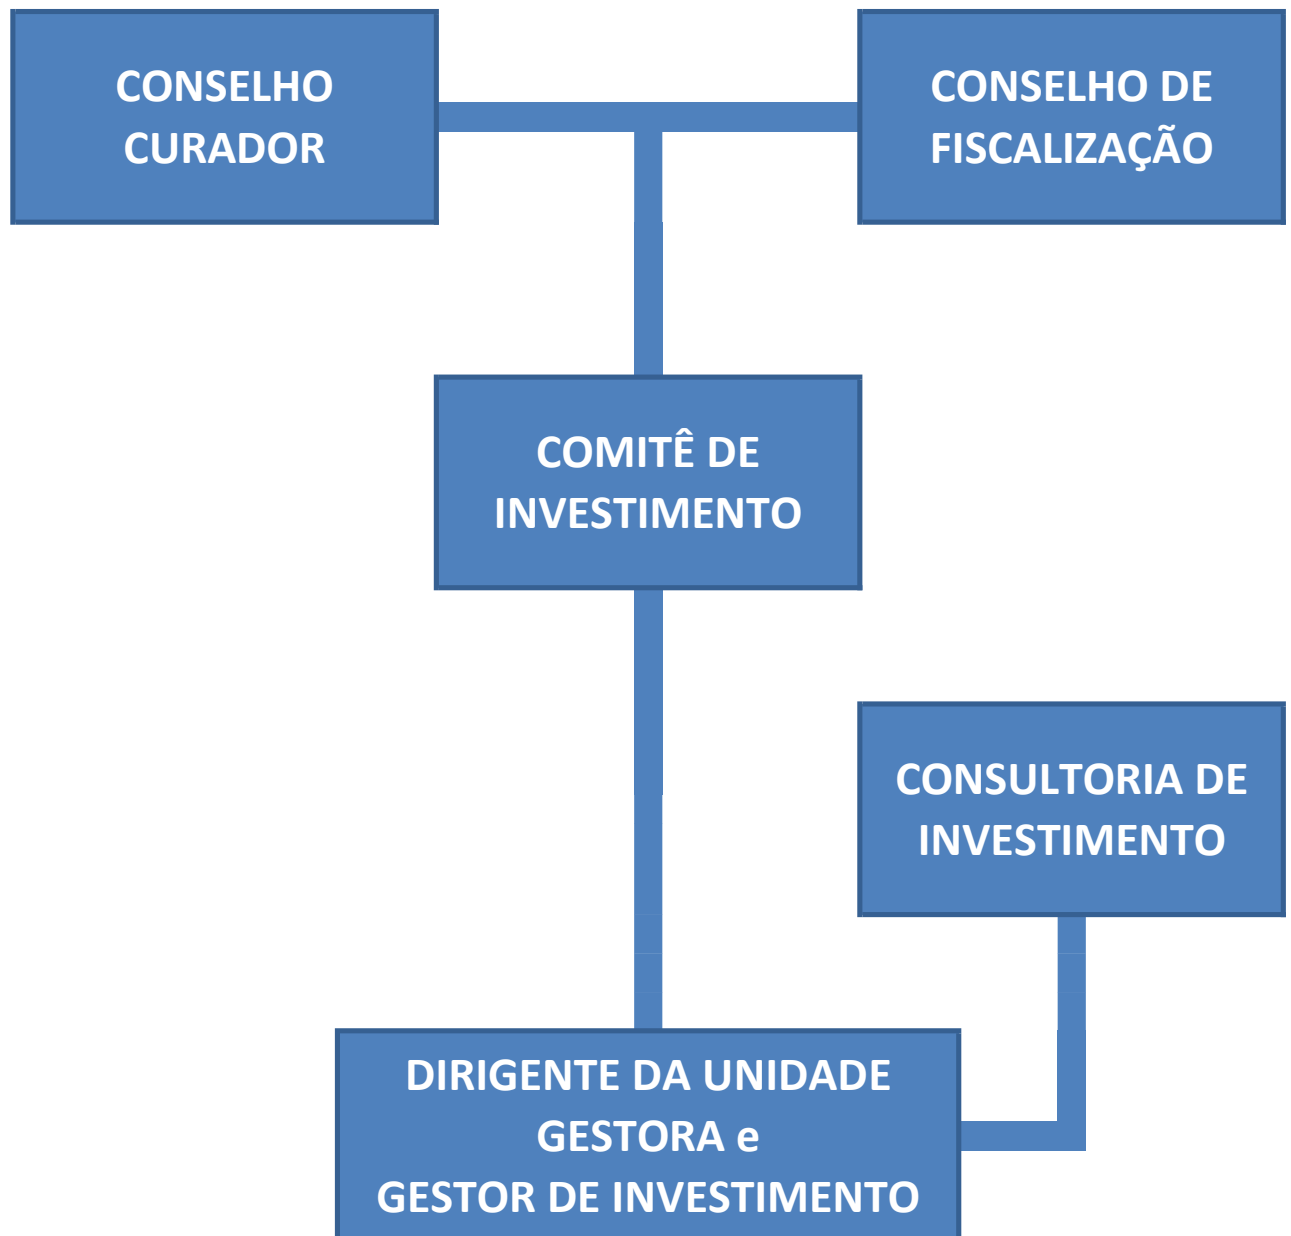 CONSELHO
CURADOR
CONSELHO DE
FISCALIZAÇÃO
COMITÊ DE
INVESTIMENTO
CONSULTORIA DE
INVESTIMENTO
DIRIGENTE DA UNIDADE
GESTORA e
GESTOR DE INVESTIMENTO